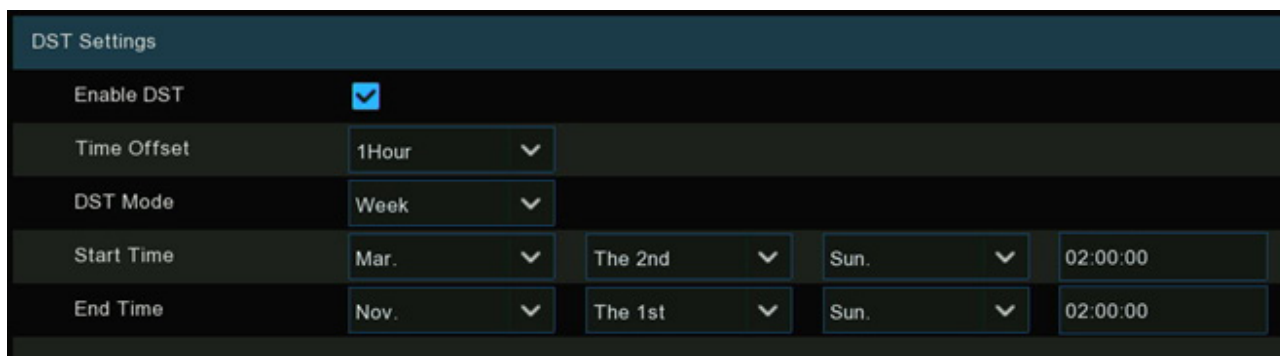 DST Settings
Enable DST
Time Offset 1Hour
DST Mode Week
Start Time Mar. The 2nd Sun. 02:00:00
End Time Nov. The 1st Sun. 02:00:00